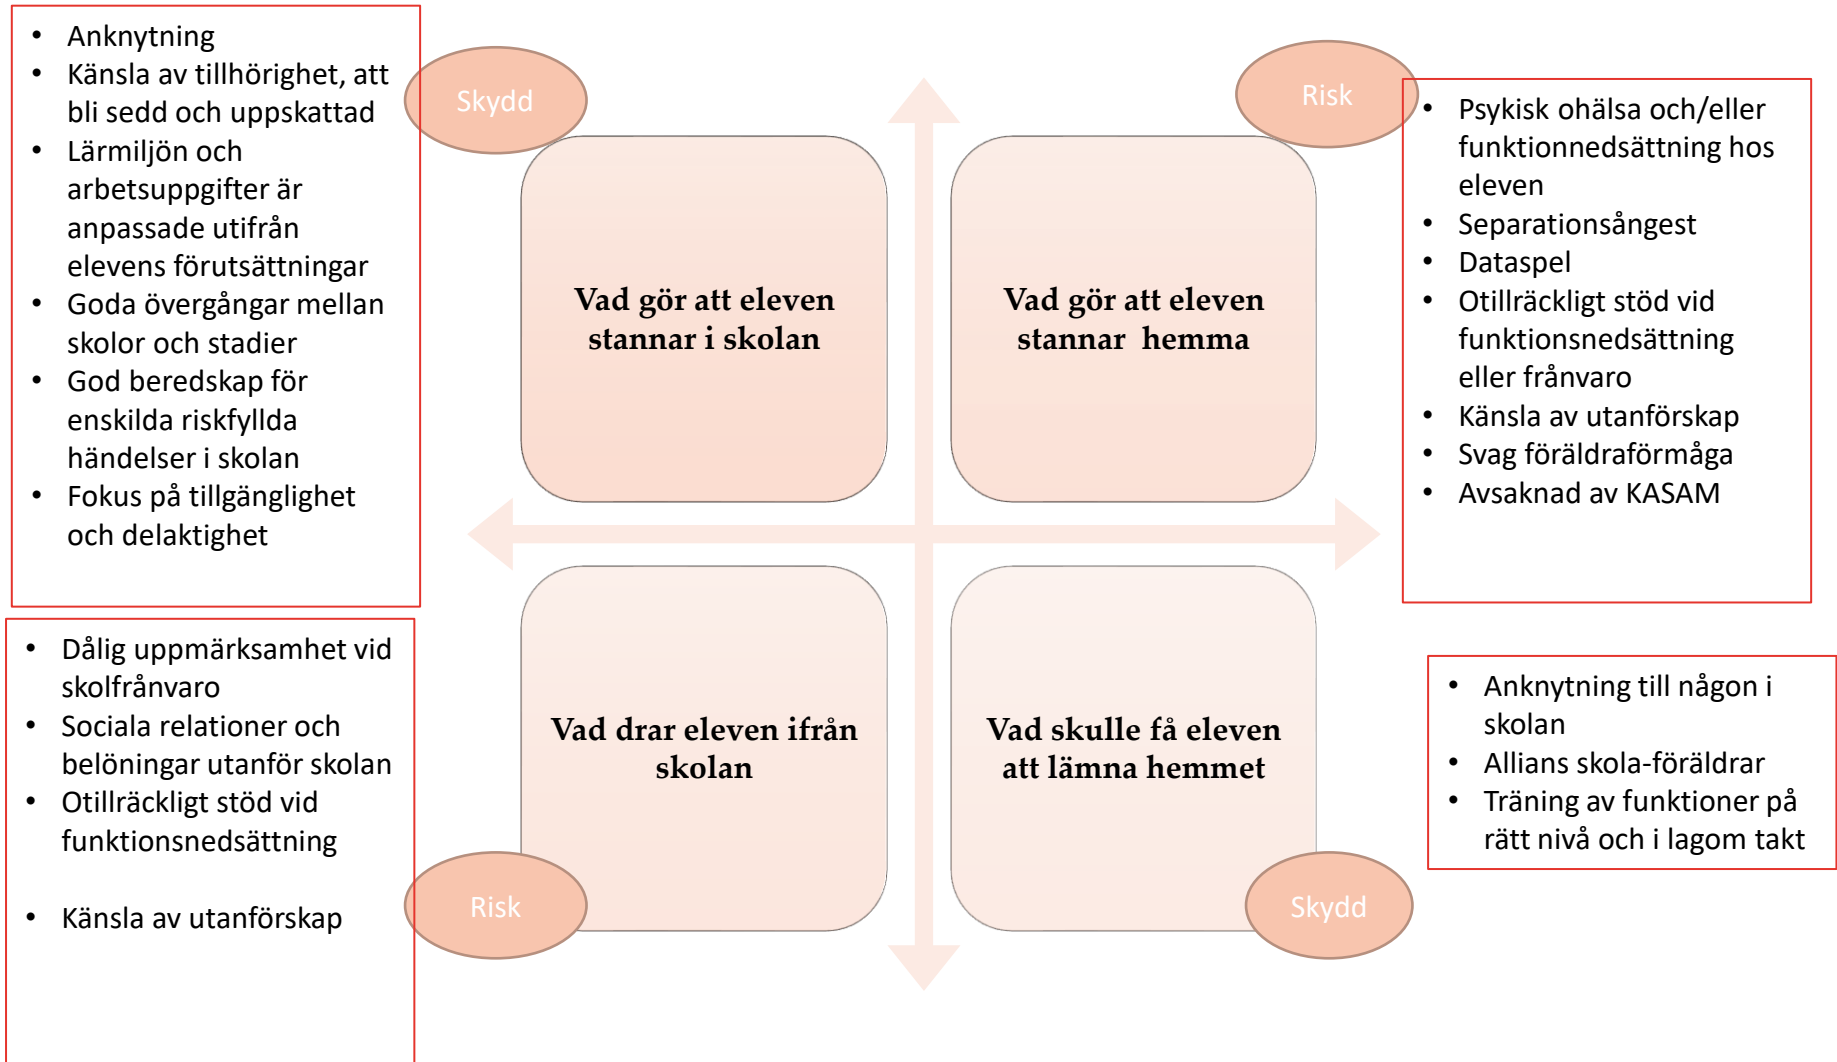 • Anknytning
• Känsla av tillhörighet, att
bli sedd och uppskattad
• Lärmiljön och
arbetsuppgifter är
anpassade utifrån
elevens förutsättningar
• Goda övergångar mellan
skolor och stadier
• God beredskap för
enskilda riskfyllda
händelser i skolan
• Fokus på tillgänglighet
och delaktighet
Skydd
Vad gör att eleven
stannar i skolan
Risk
Vad gör att eleven
stannar hemma
• Psykisk ohälsa och/eller
funktionnedsättning hos
eleven
• Separationsångest
• Dataspel
• Otillräckligt stöd vid
funktionsnedsättning
eller frånvaro
• Känsla av utanförskap
• Svag föräldraförmåga
• Avsaknad av KASAM
• Dålig uppmärksamhet vid
skolfrånvaro
• Sociala relationer och
belöningar utanför skolan
• Otillräckligt stöd vid
funktionsnedsättning
• Känsla av utanförskap
Vad drar eleven ifrån
skolan
Risk
Vad skulle få eleven
att lämna hemmet
Skydd
• Anknytning till någon i
skolan
• Allians skola-föräldrar
• Träning av funktioner på
rätt nivå och i lagom takt